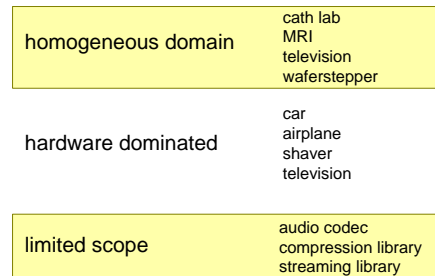 homogeneous domain
cath lab
MRI
television
waferstepper
hardware dominated
car
airplane
shaver
television
limited scope
audio codec
compression library
streaming library